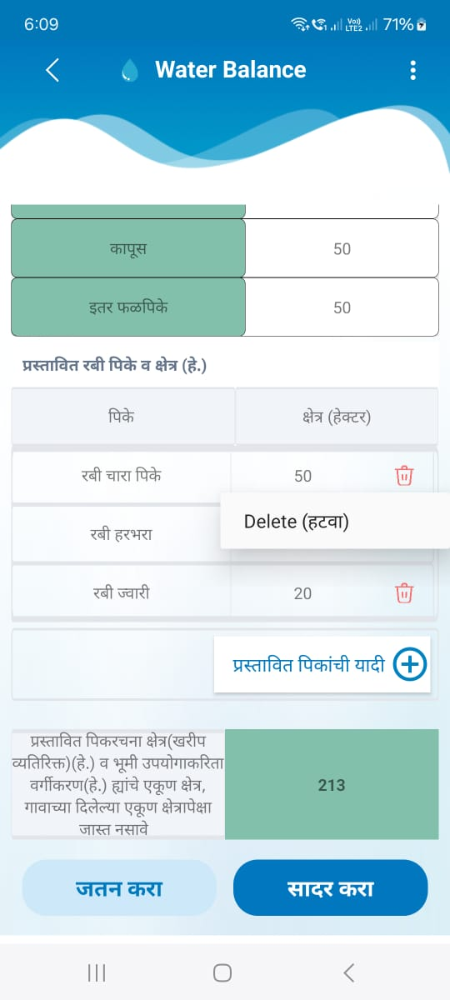 6:09
Vo)) LTE2 71%
Water Balance
कापूस 50
इतर फळपिके 50
प्रस्तावित रबी पिके व क्षेत्र (हे.)
पिके क्षेत्र (हेक्टर)
रबी चारा पिके 50
Delete (हटवा)
रबी हरभरा
रबी ज्वारी 20
प्रस्तावित पिकांची यादी
प्रस्तावित पिकरचना क्षेत्र(खरीप
व्यतिरिक्त)(हे.) व भूमी उपयोगाकरिता
वर्गीकरण(हे.) ह्यांचे एकूण क्षेत्र,
गावाच्या दिलेल्या एकूण क्षेत्रापेक्षा
जास्त नसावे
213
जतन करा सादर करा